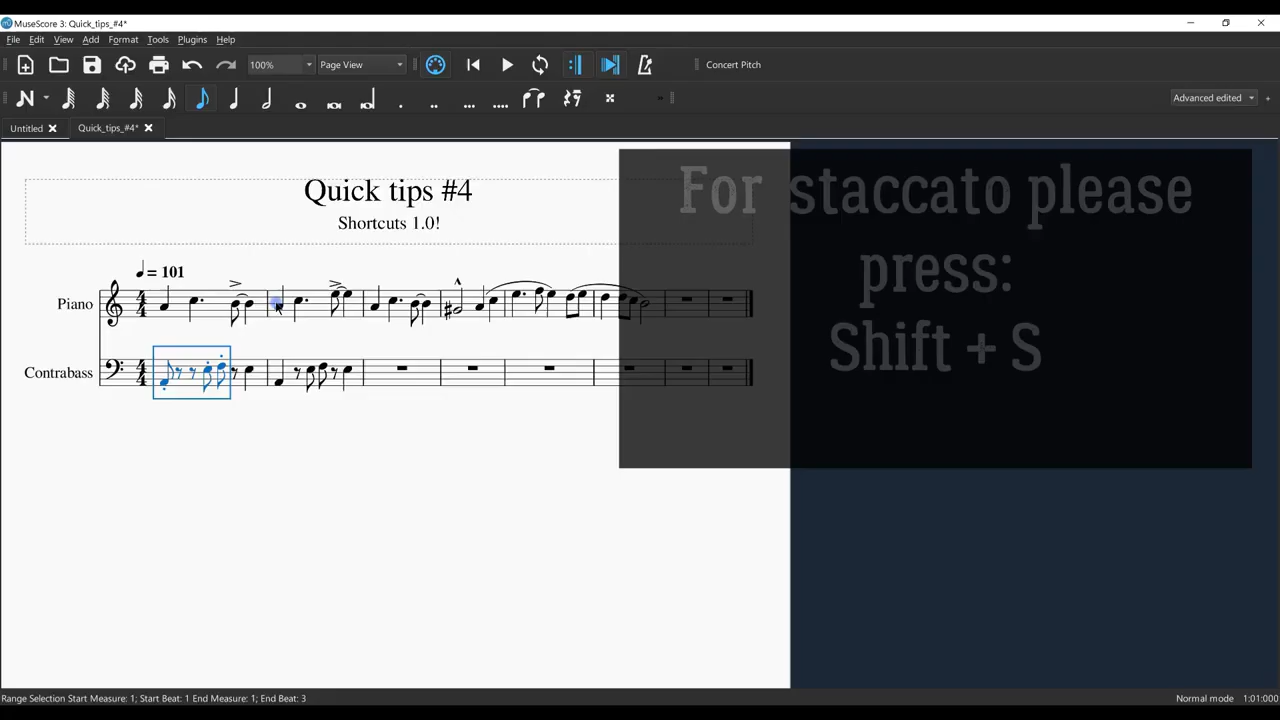 MuseScore 3: Quick_tips_#4*
File Edit View Add Format Tools Plugins Help
100% Page View Concert Pitch
Advanced edited
Untitled Quick_tips_#4*
Quick tips #4
Shortcuts 1.0!
= 101
Piano
Contrabass
For staccato please
press:
Shift + S
Range Selection Start Measure: 1; Start Beat: 1 End Measure: 1; End Beat: 3 Normal mode 1:01:000